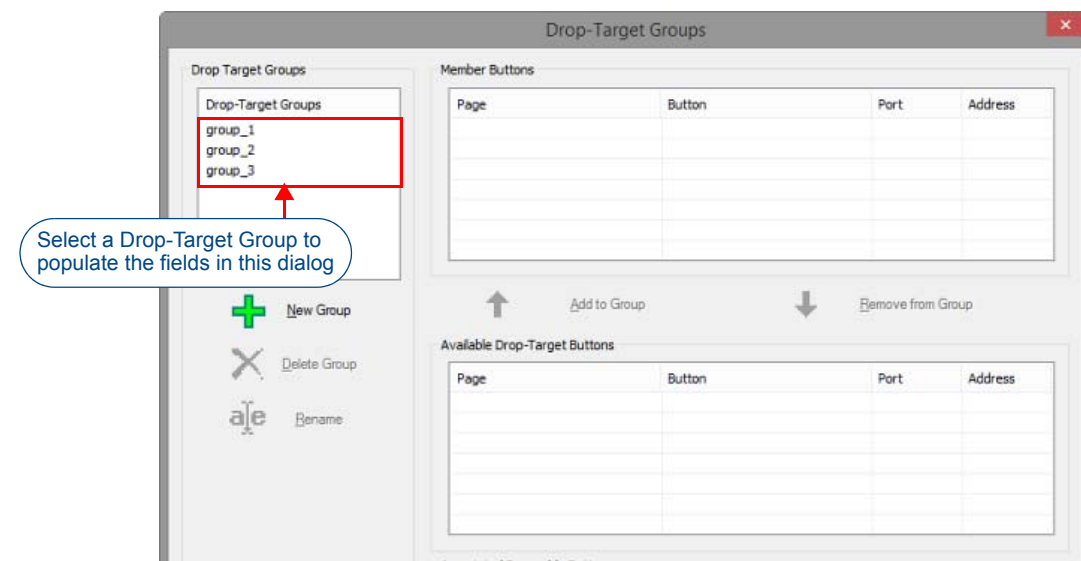 Drop-Target Groups
Drop Target Groups
Drop-Target Groups
group_1
group_2
group_3
Select a Drop-Target Group to
populate the fields in this dialog
New Group
Delete Group
a e
Rename
Member Buttons
Page Button Port Address
Add to Group Remove from Group
Available Drop-Target Buttons
Page Button Port Address